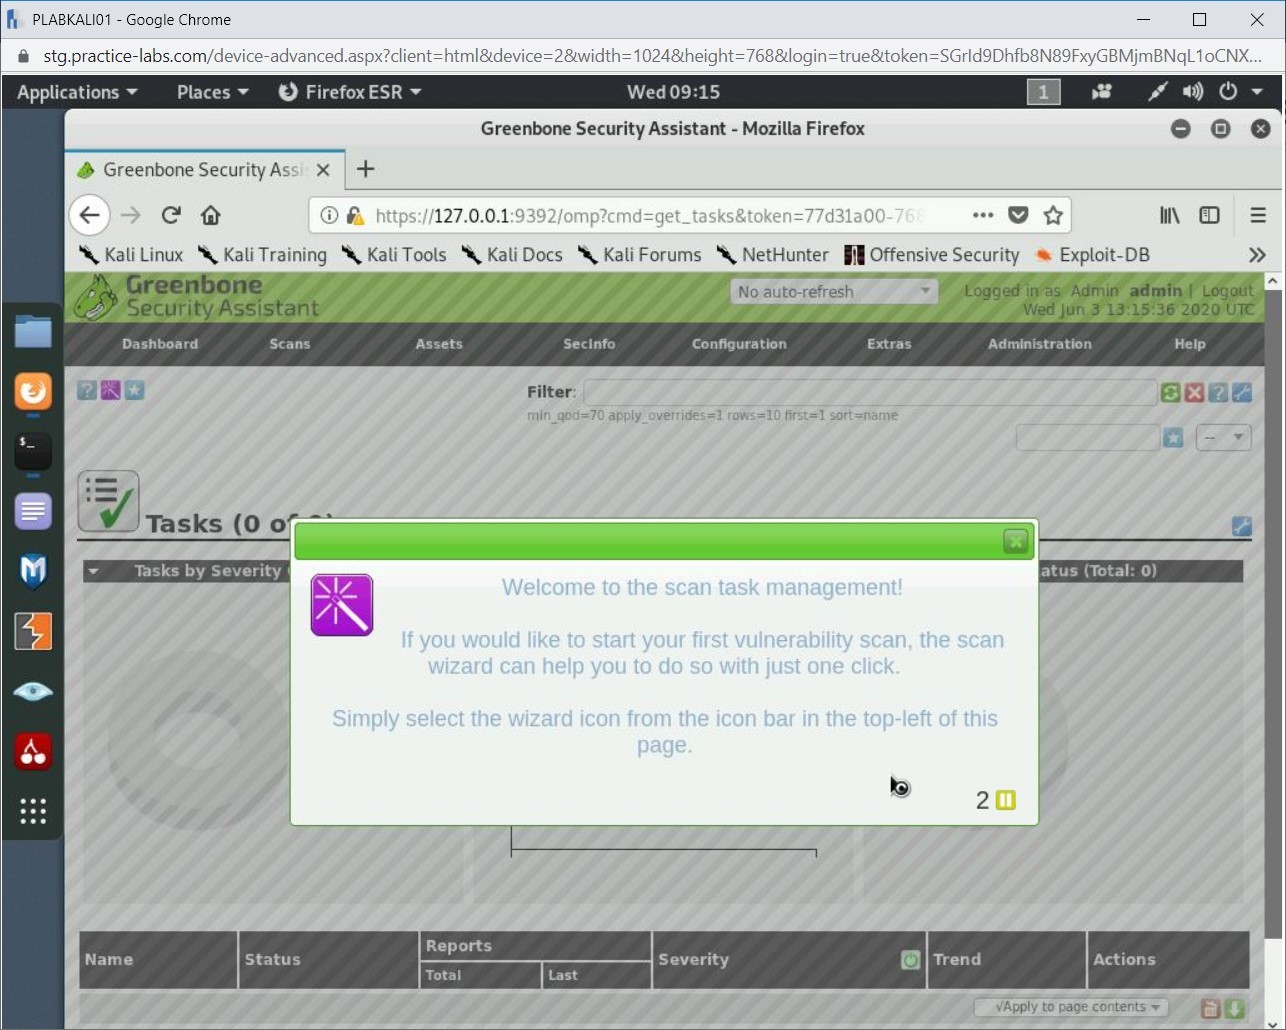 PLABKALI01 - Google Chrome
stg.practice-labs.com/device-advanced.aspx?client=html&device=2&width=1024&height=768&login=true&token=SGrId9Dhfb8N89FxyGBMjmBNqL1oCNX...
Applications Places Firefox ESR Wed 09:15 1
Greenbone Security Assistant - Mozilla Firefox
Greenbone Security Assis
https://127.0.0.1:9392/omp?cmd=get_tasks&token=77d31a00-768
Kali Linux Kali Training Kali Tools Kali Docs Kali Forums NetHunter Offensive Security Exploit-DB
Greenbone
Security Assistant
No auto-refresh
Logged in as Admin admin | Logout
Wed Jun 3 13:15:36 2020 UTC
Dashboard Scans Assets SecInfo Configuration Extras Administration Help
Filter:
min_qod=70 apply_overrides=1 rows=10 first=1 sort=name
--
Tasks (0 of 0)
Tasks by Severity
atus (Total: 0)
Welcome to the scan task management!
If you would like to start your first vulnerability scan, the scan
wizard can help you to do so with just one click.
Simply select the wizard icon from the icon bar in the top-left of this
page.
2
Name Status Reports Severity Trend Actions
Total Last
√Apply to page contents